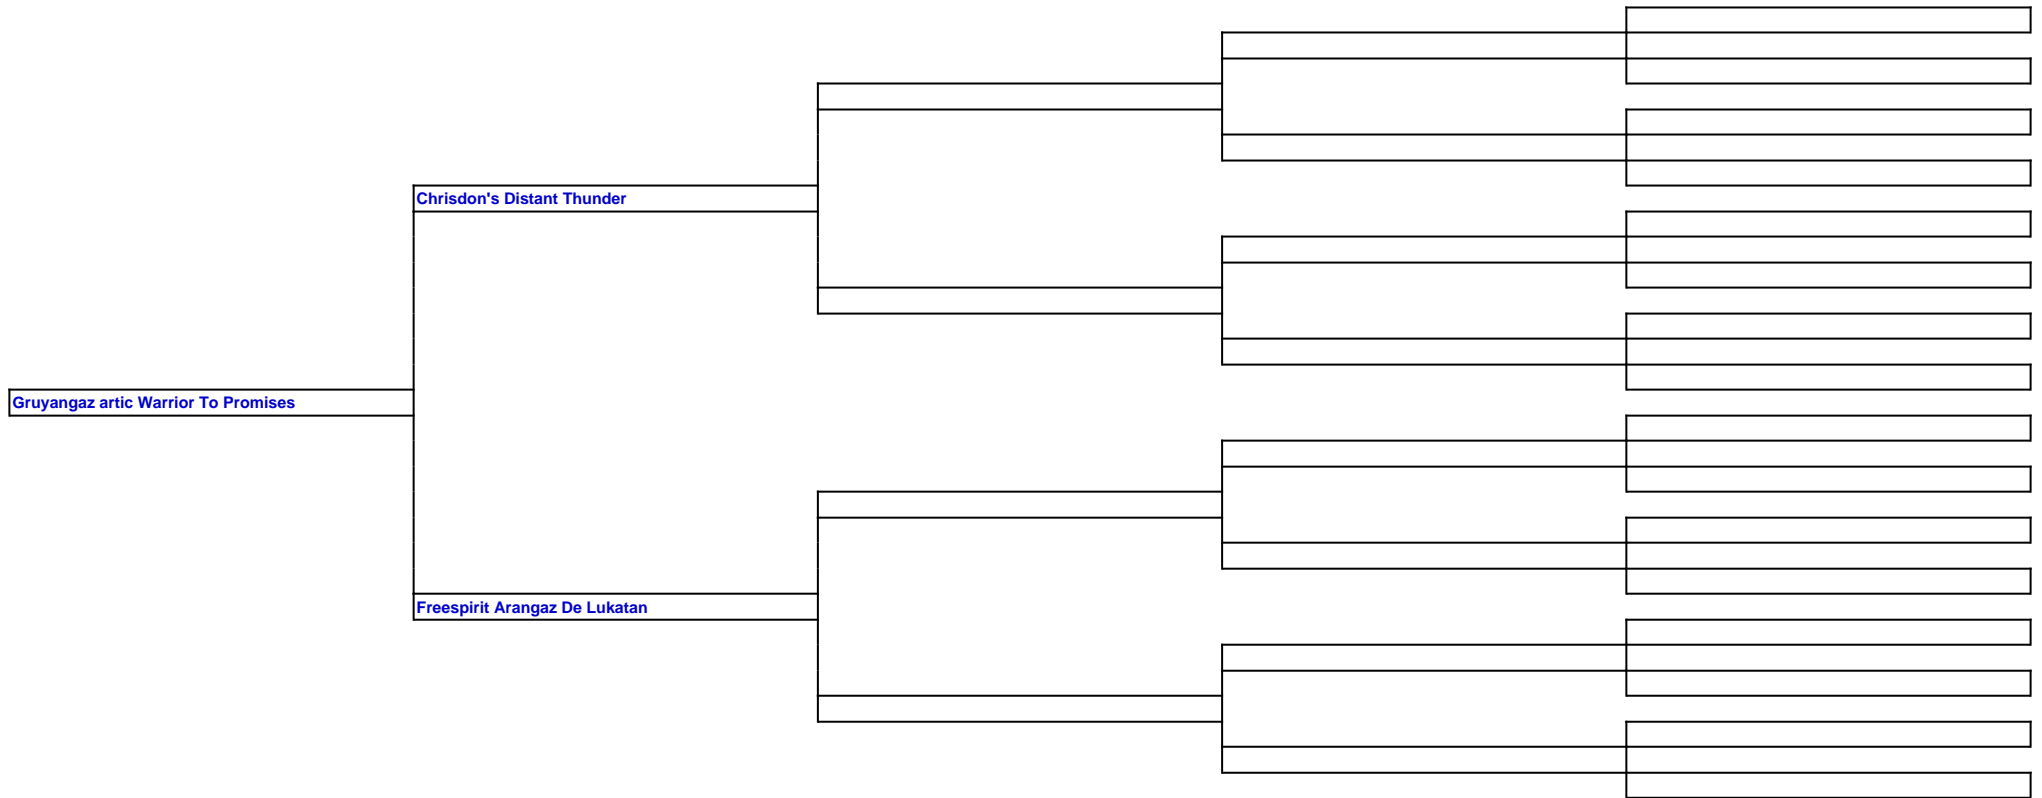 Chrisdon's Distant Thunder
Gruyangaz artic Warrior To Promises
Freespirit Arangaz De Lukatan